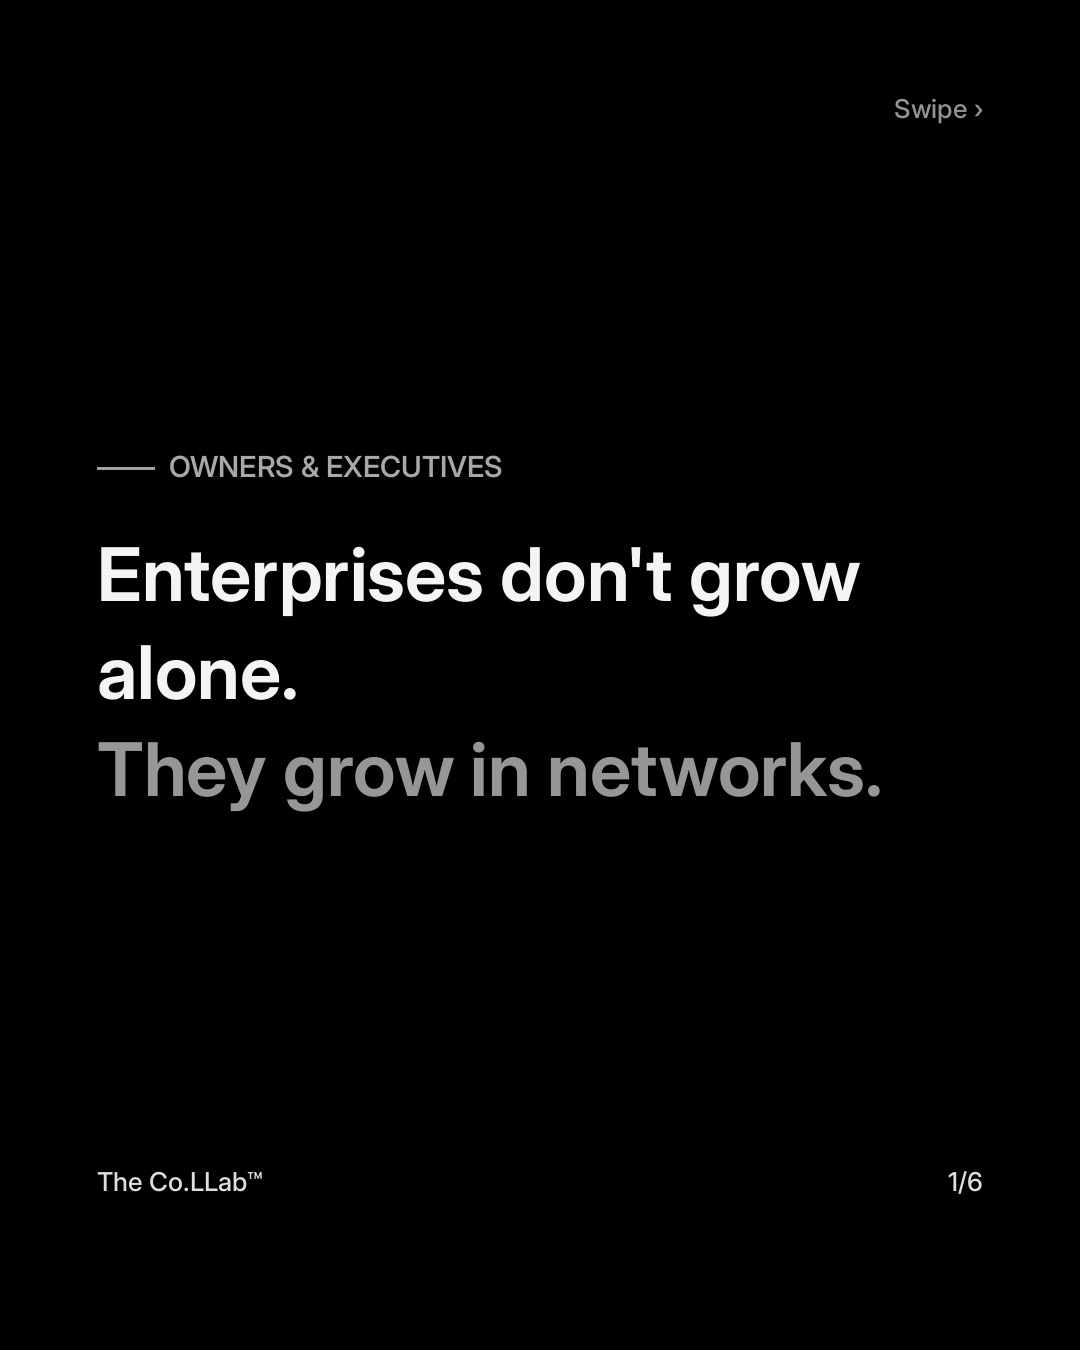 Swipe ›
OWNERS & EXECUTIVES
Enterprises don't grow
alone.
They grow in networks.
The Co.LLab™
1/6